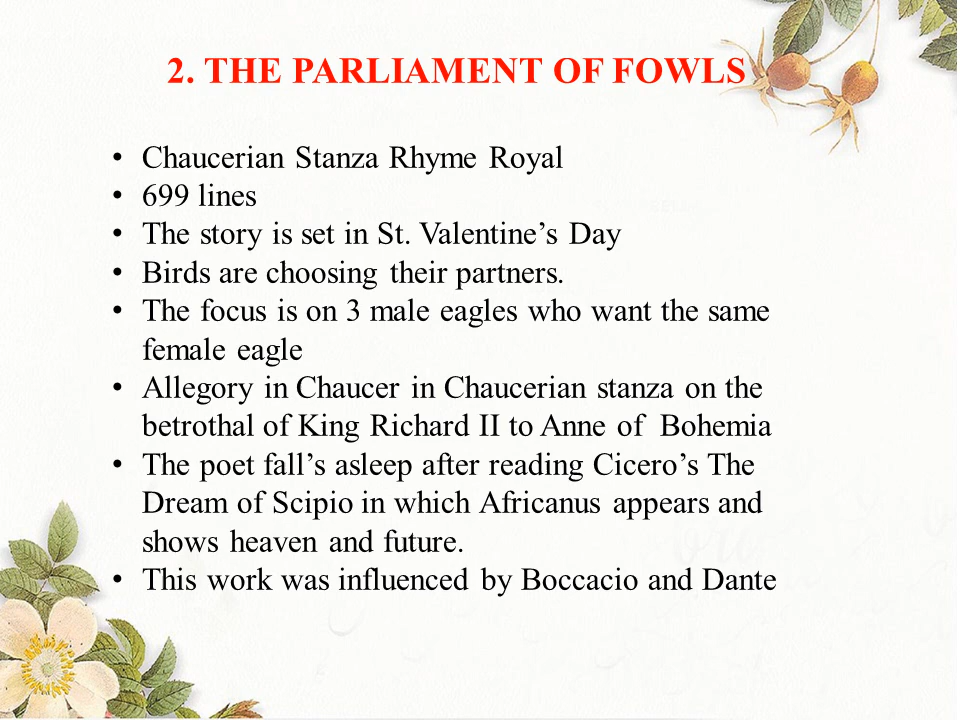 2. THE PARLIAMENT OF FOWLS
• Chaucerian Stanza Rhyme Royal
• 699 lines
• The story is set in St. Valentine’s Day
• Birds are choosing their partners.
• The focus is on 3 male eagles who want the same
female eagle
• Allegory in Chaucer in Chaucerian stanza on the
betrothal of King Richard II to Anne of Bohemia
• The poet fall’s asleep after reading Cicero’s The
Dream of Scipio in which Africanus appears and
shows heaven and future.
• This work was influenced by Boccacio and Dante